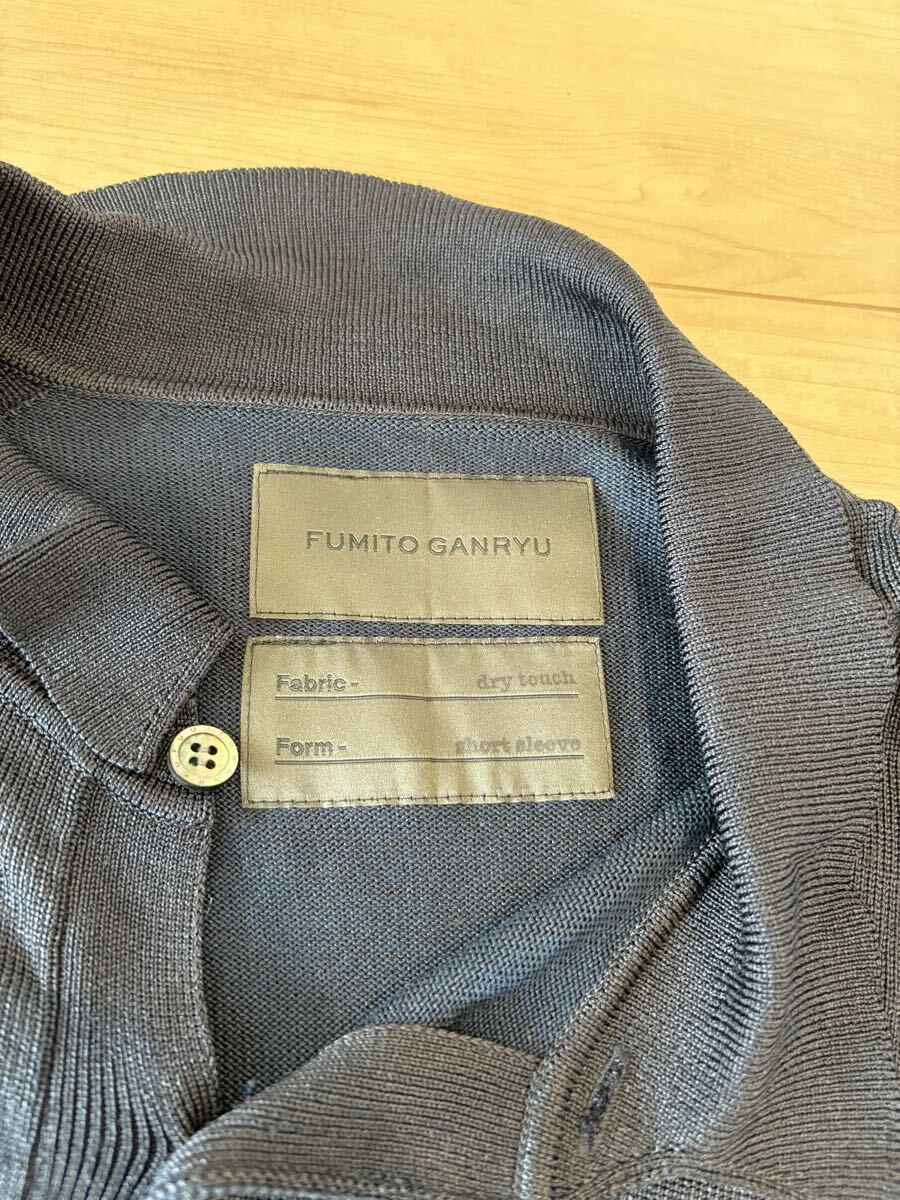 FUMITO GANRYU
Fabric- dry touch
Form- short sleeve